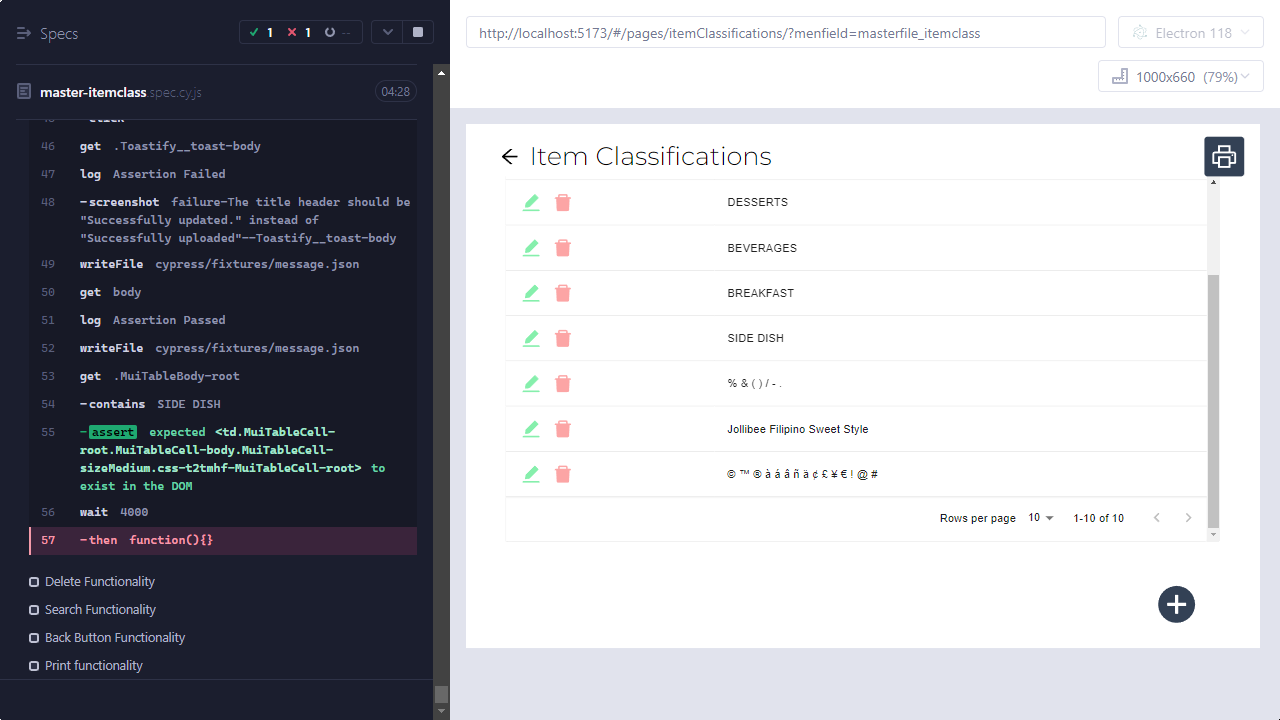 Specs
1
1
--
master-itemclass.spec.cy.js
04:28
click
46 get .Toastify__toast-body
47 log Assertion Failed
48 -screenshot failure-The title header should be
"Successfully updated." instead of
"Successfully uploaded"--Toastify__toast-body
49 writeFile cypress/fixtures/message.json
50 get body
51 log Assertion Passed
52 writeFile cypress/fixtures/message.json
53 get .MuiTableBody-root
54 -contains SIDE DISH
55 -assert expected <td.MuiTableCell-
root.MuiTableCell-body.MuiTableCell-
sizeMedium.css-t2tmhf-MuiTableCell-root> to
exist in the DOM
56 wait 4000
57 -then function(){}
Delete Functionality
Search Functionality
Back Button Functionality
Print functionality
http://localhost:5173/#/pages/itemClassifications/?menfield=masterfile_itemclass
Electron 118
1000x660 (79%)
Item Classifications
DESSERTS
BEVERAGES
BREAKFAST
SIDE DISH
% & ( ) / - .
Jollibee Filipino Sweet Style
© ™ ® à á â ñ ä ¢ £ ¥ € ! @ #
Rows per page 10 1-10 of 10